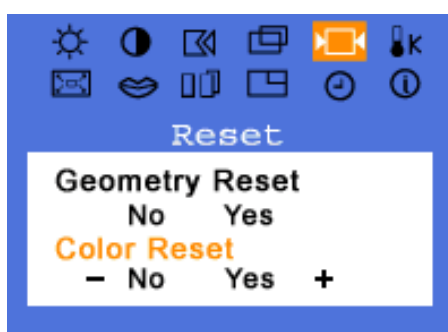 K
Reset
Geometry Reset
No Yes
Color Reset
- No Yes +